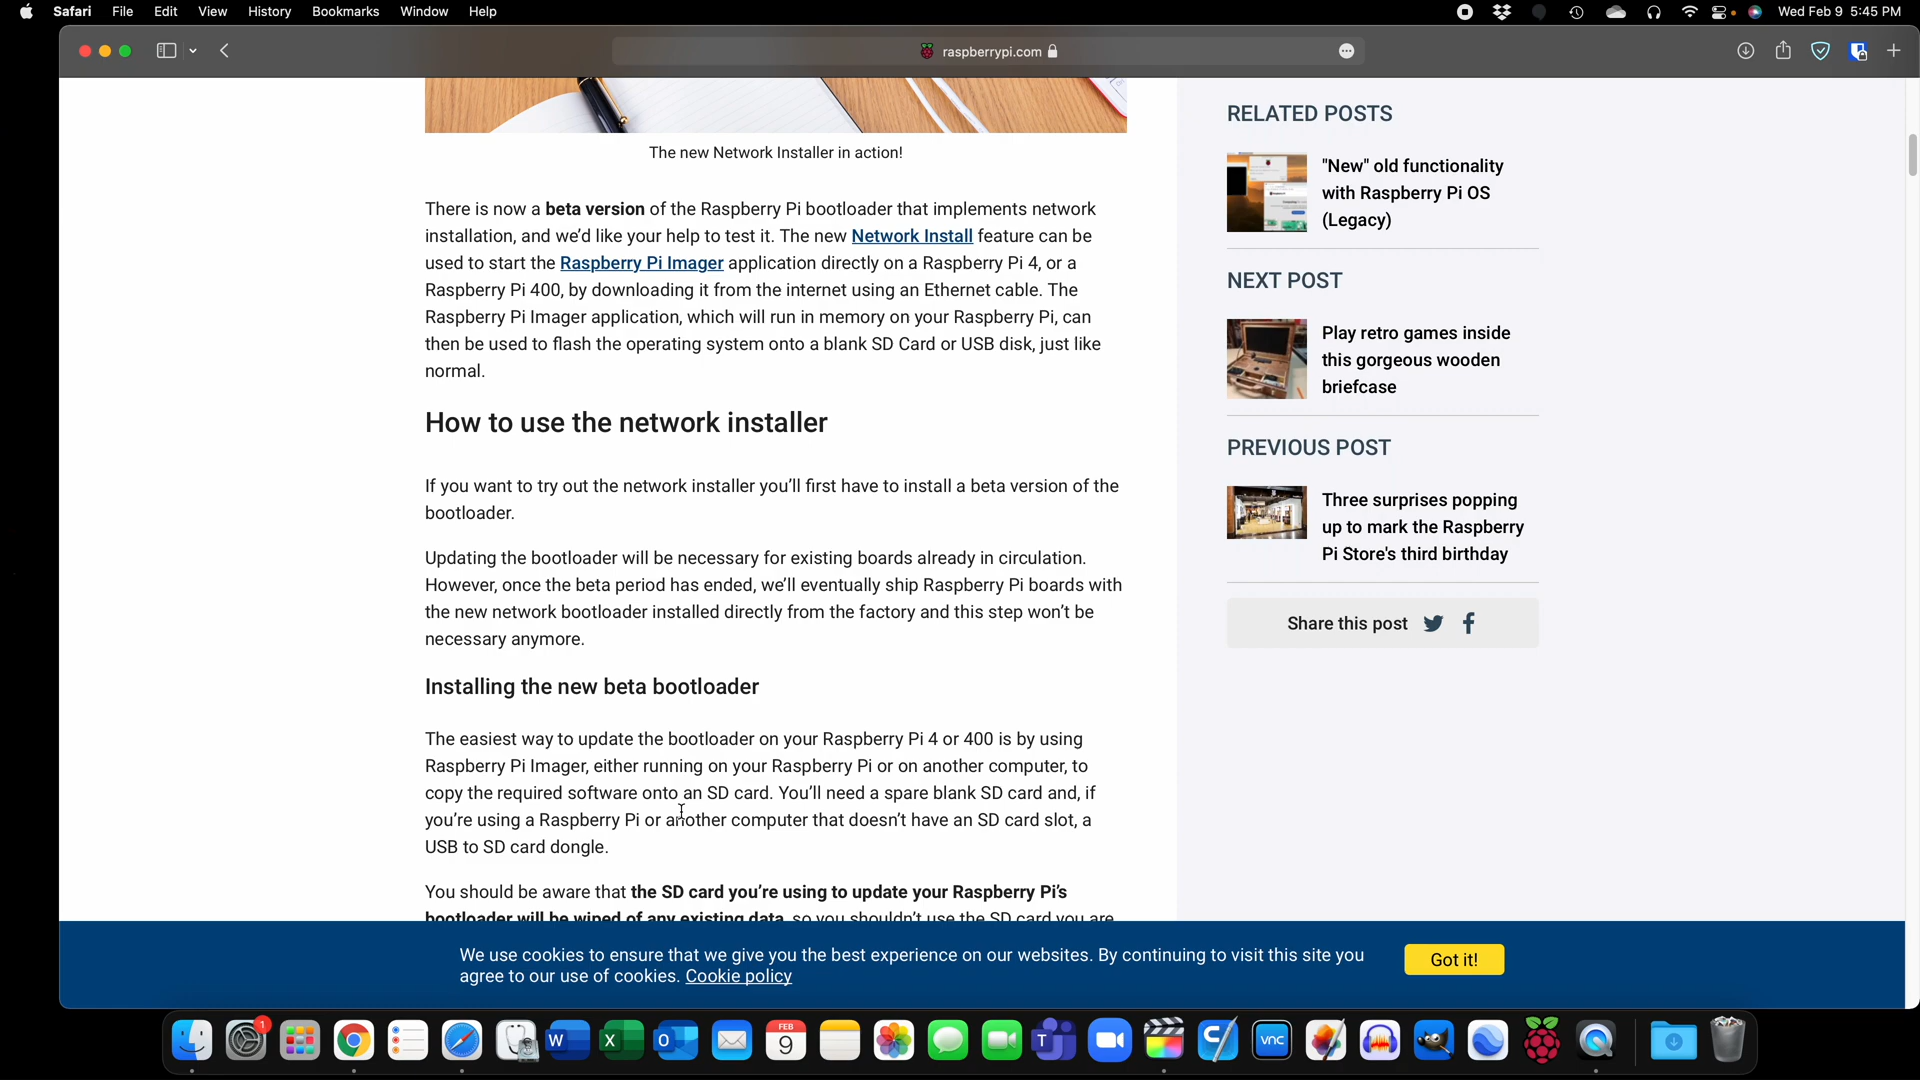 Safari File Edit View History Bookmarks Window Help
Wed Feb 9 5:45 PM
raspberrypi.com
The new Network Installer in action!
There is now a beta version of the Raspberry Pi bootloader that implements network
installation, and we'd like your help to test it. The new Network Install feature can be
used to start the Raspberry Pi Imager application directly on a Raspberry Pi 4, or a
Raspberry Pi 400, by downloading it from the internet using an Ethernet cable. The
Raspberry Pi Imager application, which will run in memory on your Raspberry Pi, can
then be used to flash the operating system onto a blank SD Card or USB disk, just like
normal.
How to use the network installer
If you want to try out the network installer you'll first have to install a beta version of the
bootloader.
Updating the bootloader will be necessary for existing boards already in circulation.
However, once the beta period has ended, we'll eventually ship Raspberry Pi boards with
the new network bootloader installed directly from the factory and this step won't be
necessary anymore.
Installing the new beta bootloader
The easiest way to update the bootloader on your Raspberry Pi 4 or 400 is by using
Raspberry Pi Imager, either running on your Raspberry Pi or on another computer, to
copy the required software onto an SD card. You'll need a spare blank SD card and, if
you're using a Raspberry Pi or another computer that doesn't have an SD card slot, a
USB to SD card dongle.
You should be aware that the SD card you're using to update your Raspberry Pi's
bootloader will be wiped of any existing data, so you shouldn't use the SD card you are
RELATED POSTS
"New" old functionality
with Raspberry Pi OS
(Legacy)
NEXT POST
Play retro games inside
this gorgeous wooden
briefcase
PREVIOUS POST
Three surprises popping
up to mark the Raspberry
Pi Store's third birthday
Share this post
We use cookies to ensure that we give you the best experience on our websites. By continuing to visit this site you
agree to our use of cookies. Cookie policy
Got it!
1
W
X
O
FEB
9
T
VNC